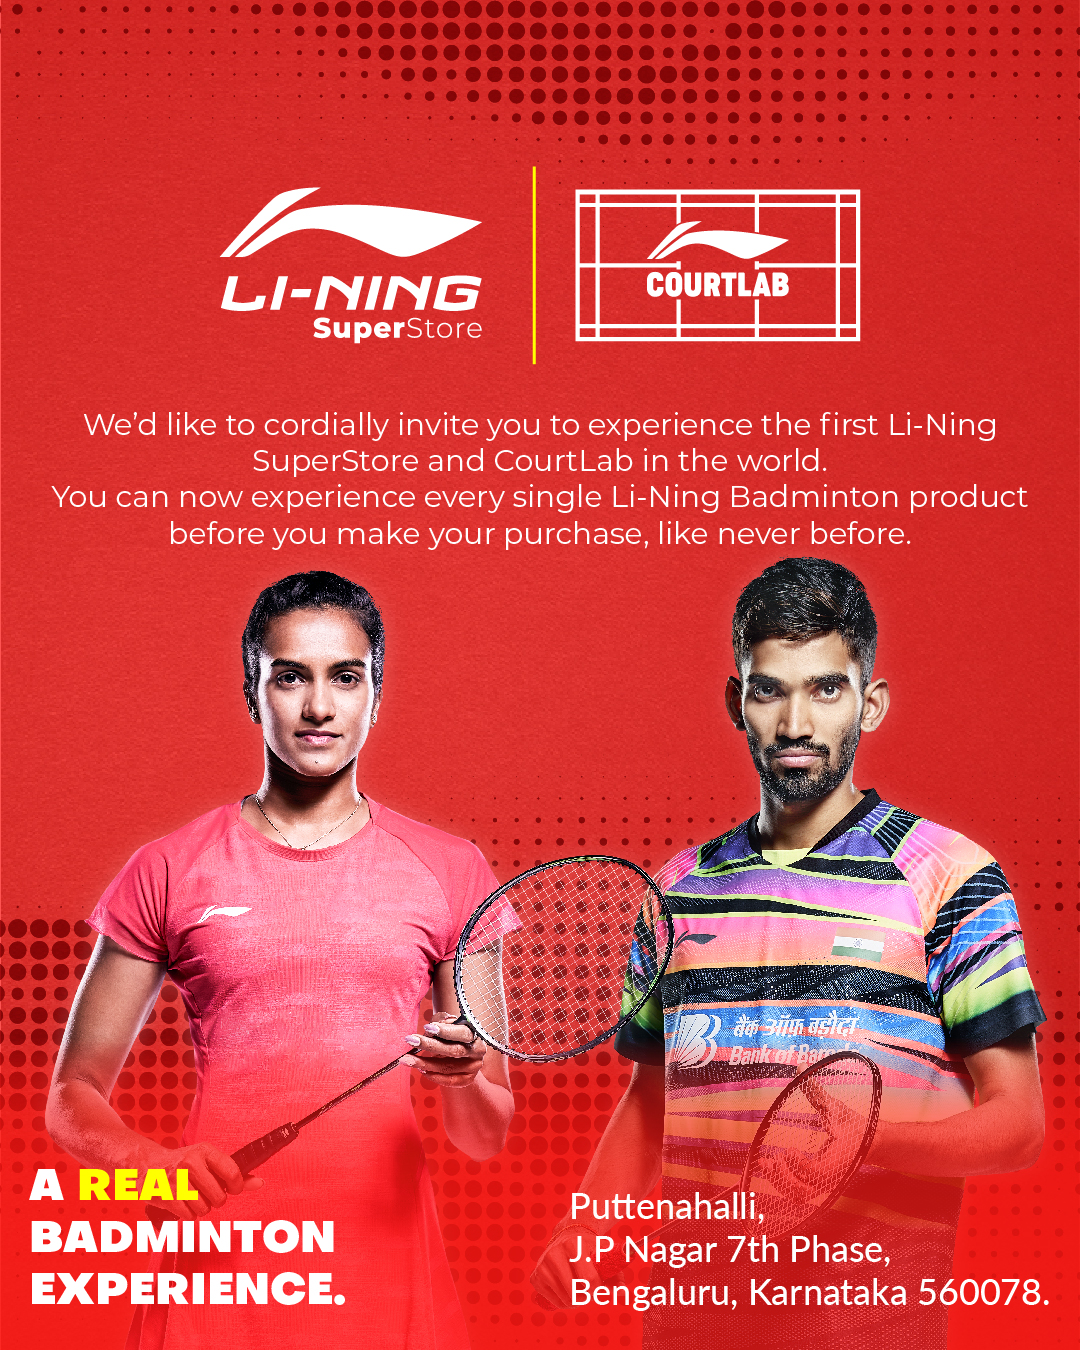 LI-NING
SuperStore
COURTLAB
We’d like to cordially invite you to experience the first Li-Ning
SuperStore and CourtLab in the world.
You can now experience every single Li-Ning Badminton product
before you make your purchase, like never before.
बैंक ऑफ़ बड़ौदा
Bank of
A REAL
BADMINTON
EXPERIENCE.
Puttenahalli,
J.P Nagar 7th Phase,
Bengaluru, Karnataka 560078.